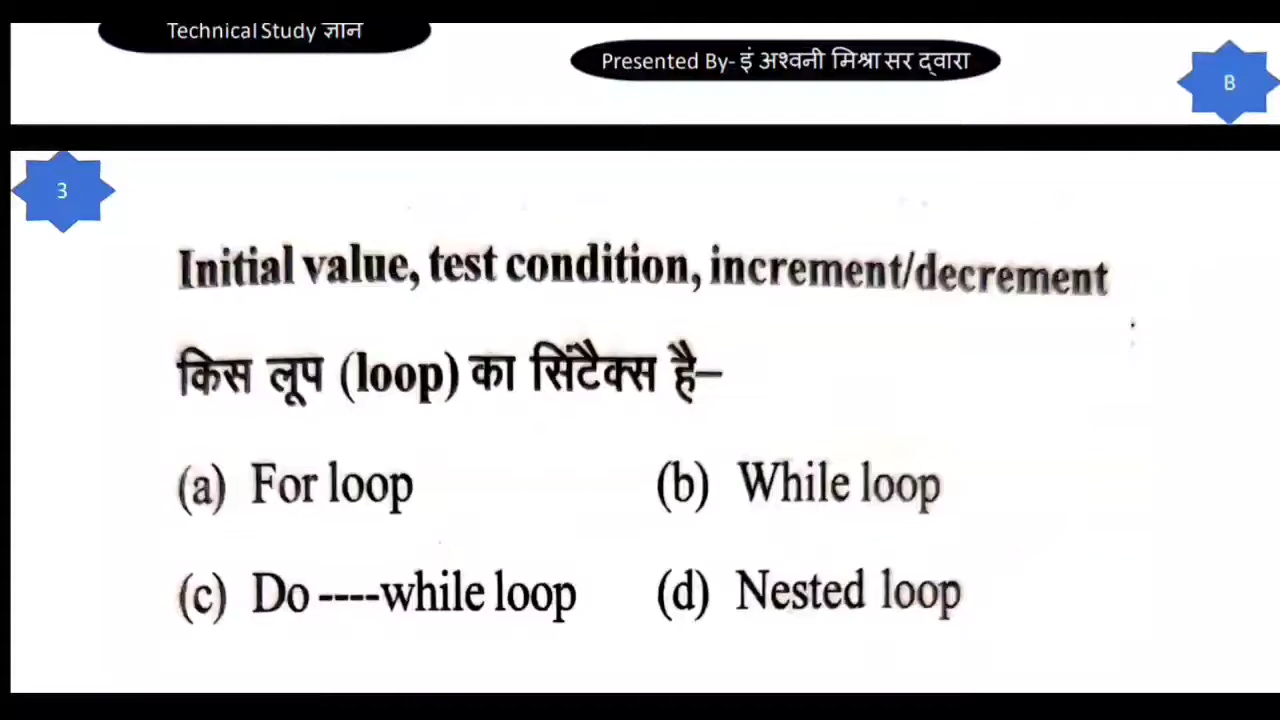 Technical Study ज्ञान
Presented By- इं अश्वनी मिश्रा सर द्वारा
B
3
Initial value, test condition, increment/decrement
किस लूप (loop) का सिंटैक्स है–
(a) For loop
(b) While loop
(c) Do ----while loop
(d) Nested loop